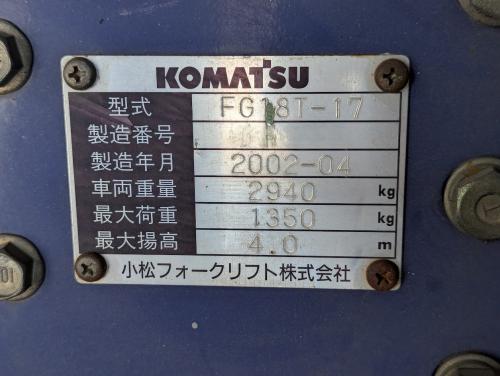 KOMATSU
型式 FG18T-17
製造番号
製造年月 2002-04
車両重量 2940 kg
最大荷重 1350 kg
最大揚高 4.0 m
小松フォークリフト株式会社